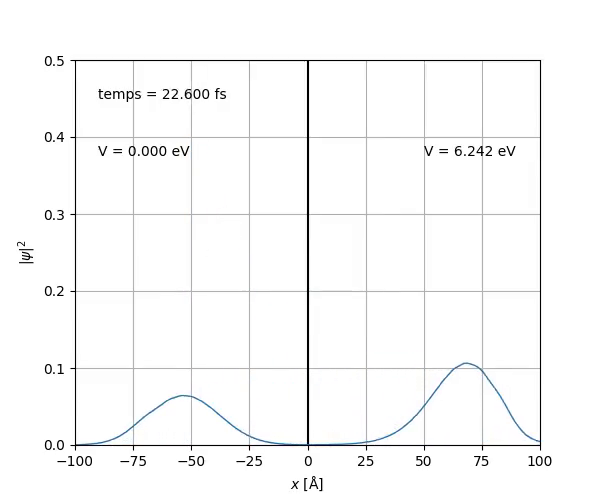 0.5
temps = 22.600 fs
0.4
V = 0.000 eV V = 6.242 eV
0.3
|ψ|²
0.2
0.1
0.0
−100 −75 −50 −25 0 25 50 75 100
x [Å]